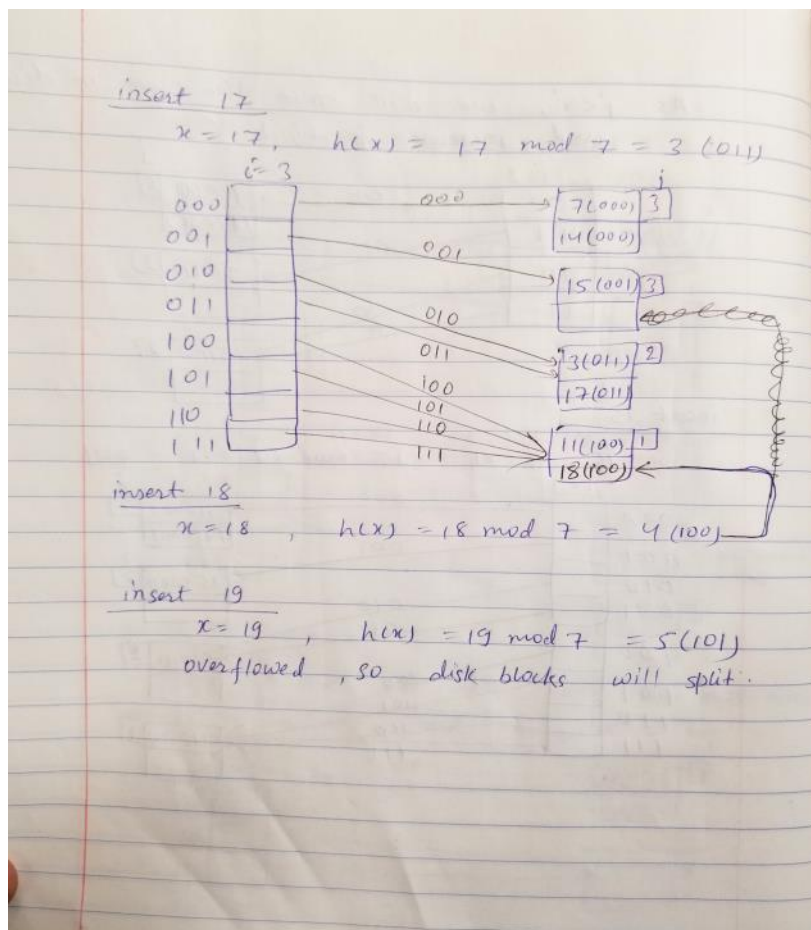 insert 17
x = 17, h(x) = 17 mod 7 = 3 (011)
i = 3
j
000 000 7(000) 3
14(000)
001 001 15(001) 3
010 010
011 011 3(011) 2
17(011)
100 100
101 101
110 110 11(100) 1
111 111 18(100)
insert 18
x = 18, h(x) = 18 mod 7 = 4 (100)
insert 19
x = 19, h(x) = 19 mod 7 = 5 (101)
overflowed, so disk blocks will split.